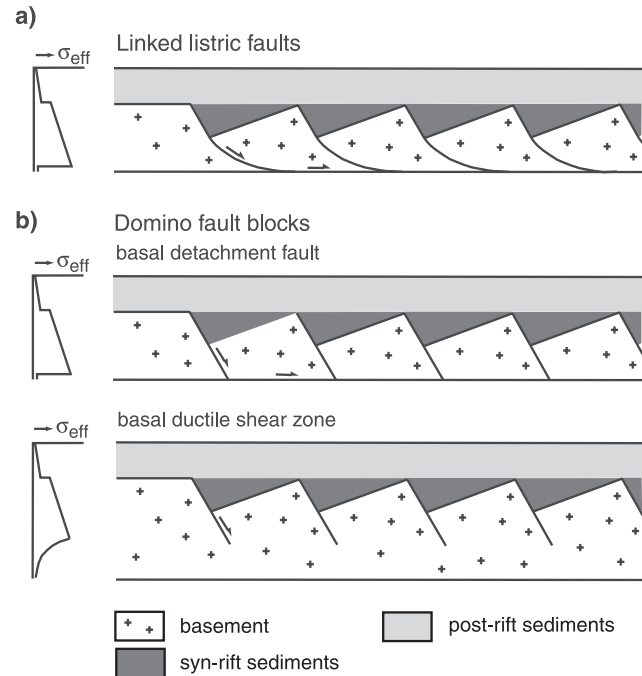 a)
Linked listric faults
σeff
b)
Domino fault blocks
basal detachment fault
σeff
basal ductile shear zone
σeff
basement
post-rift sediments
syn-rift sediments